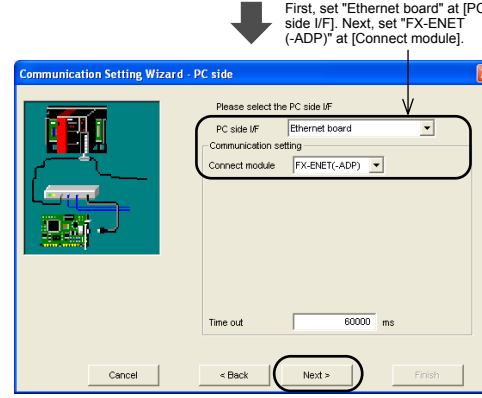 First, set "Ethernet board" at [PC
side I/F]. Next, set "FX-ENET
(-ADP)" at [Connect module].
Communication Setting Wizard - PC side
Please select the PC side I/F
PC side I/F Ethernet board
Communication setting
Connect module FX-ENET(-ADP)
Time out 60000 ms
Cancel < Back Next > Finish